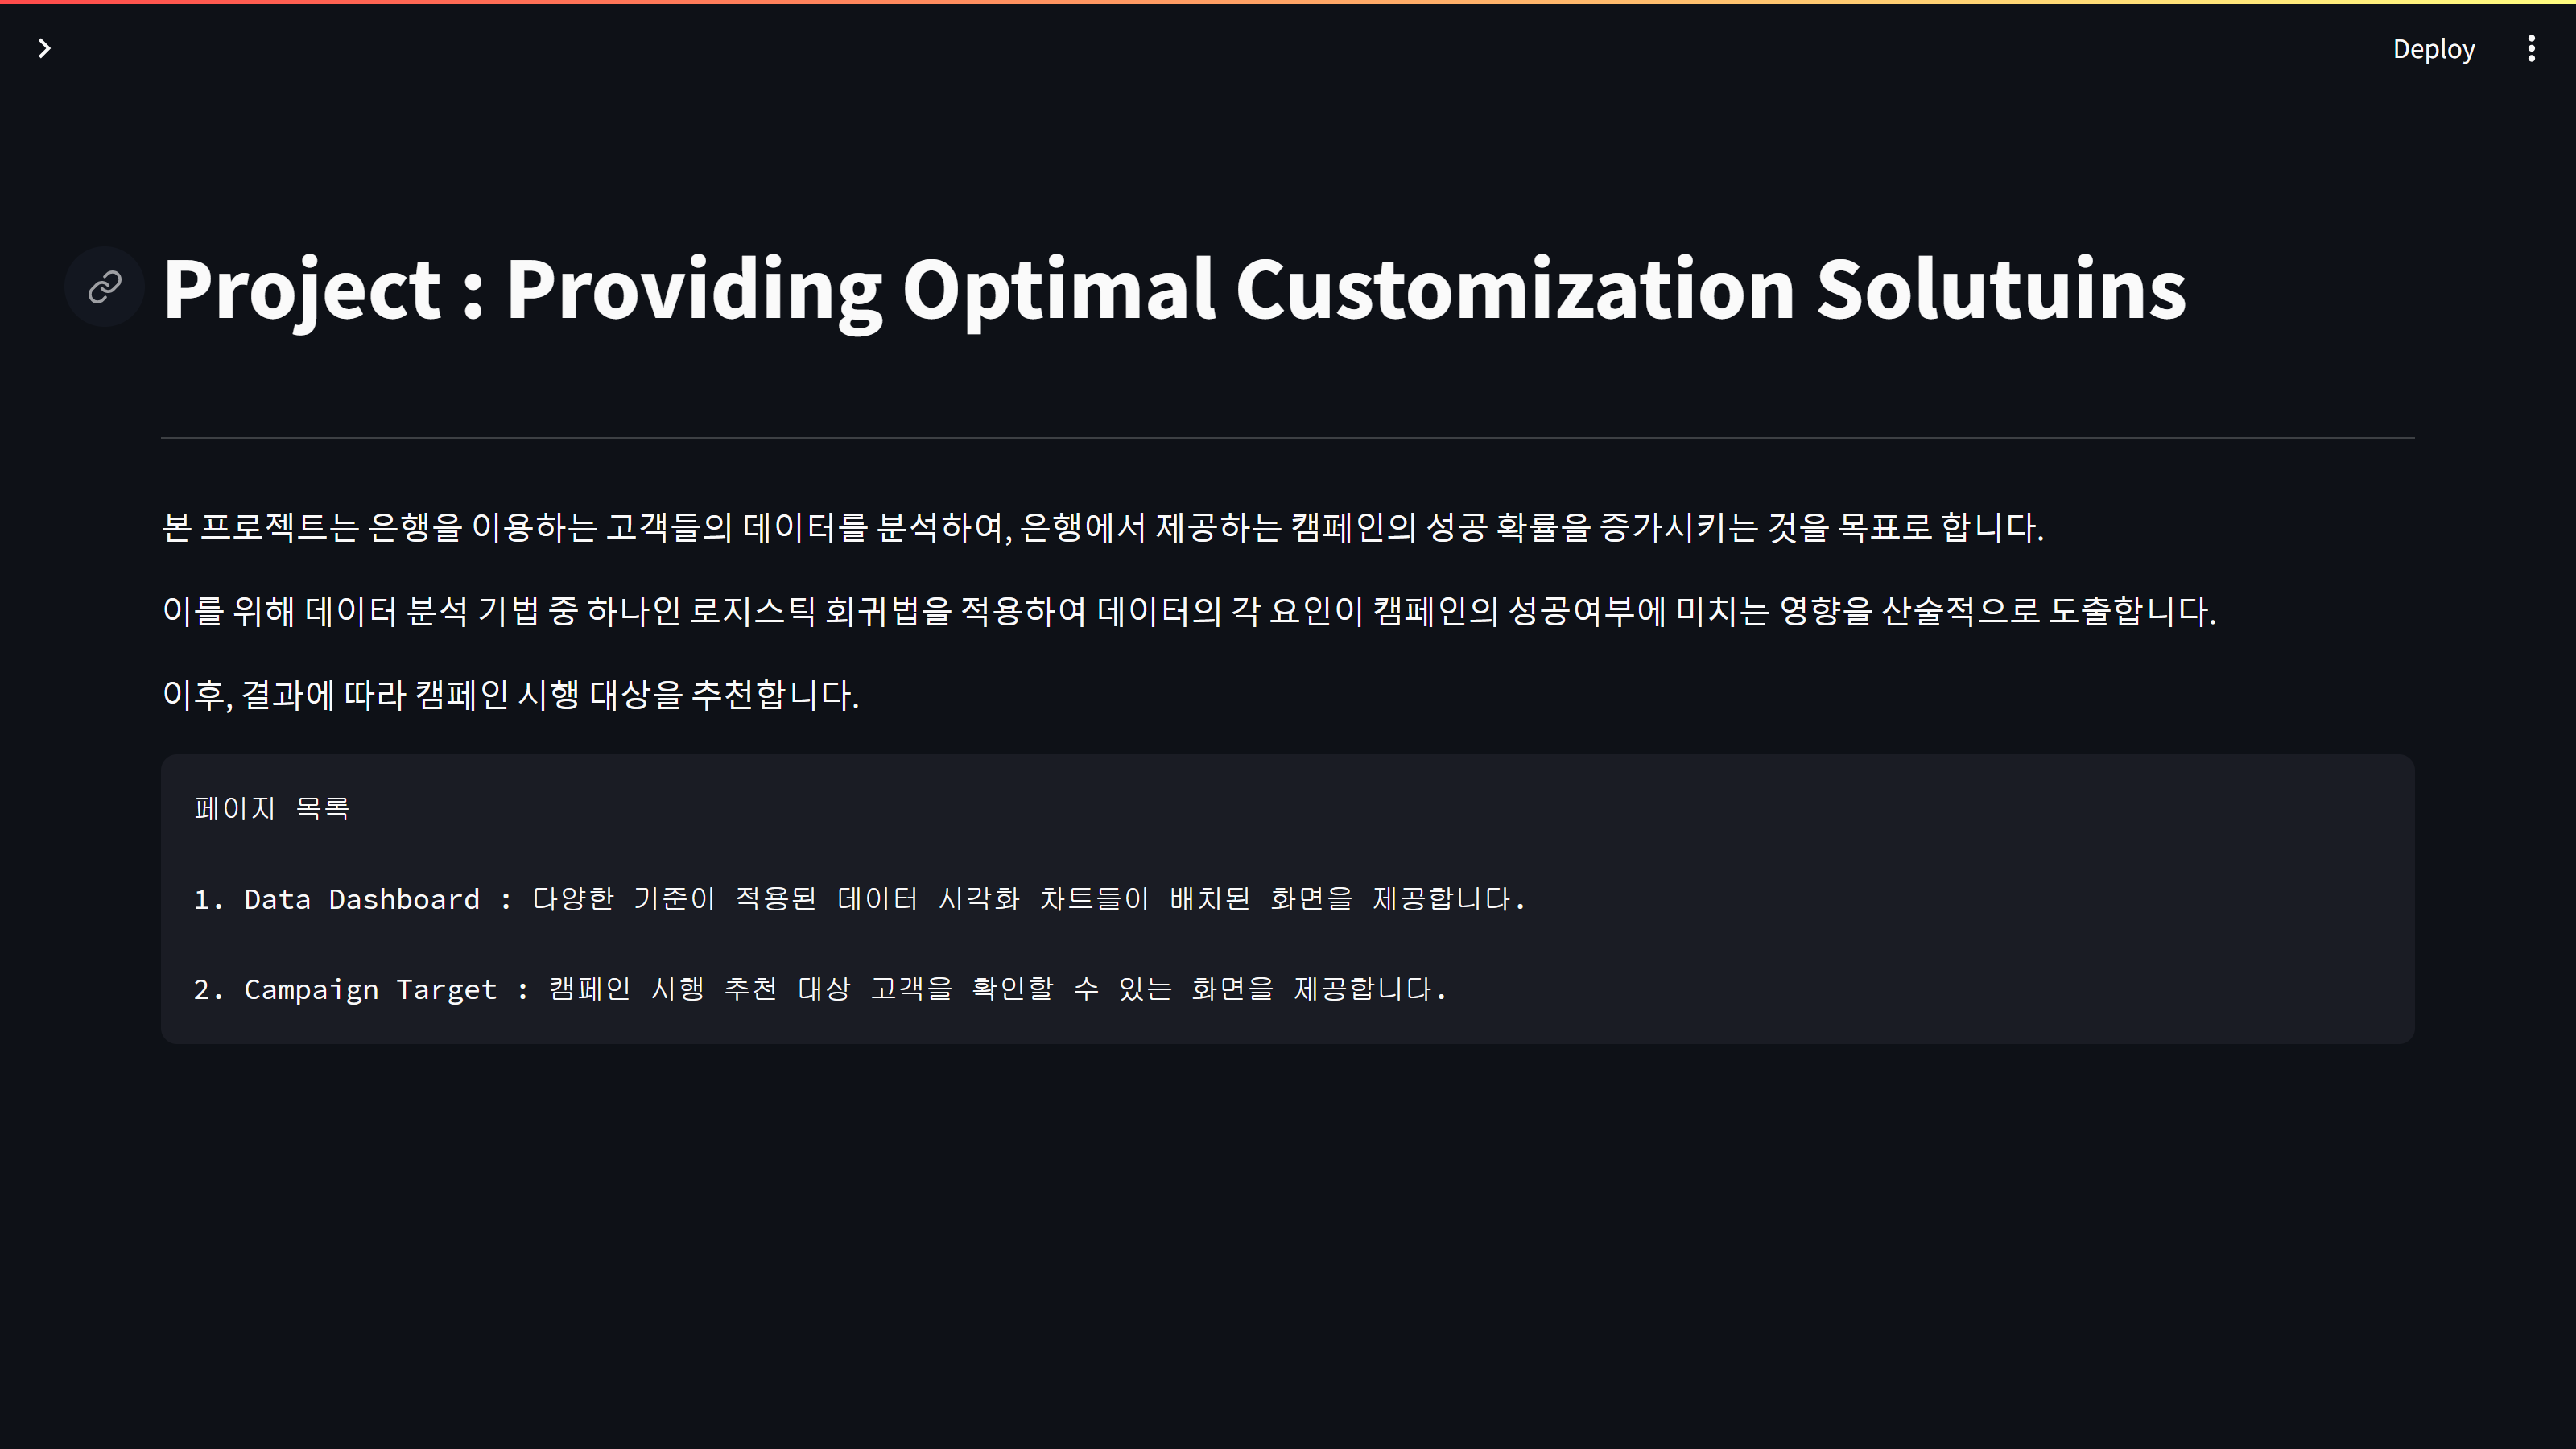 Deploy
Project : Providing Optimal Customization Solutuins
본 프로젝트는 은행을 이용하는 고객들의 데이터를 분석하여, 은행에서 제공하는 캠페인의 성공 확률을 증가시키는 것을 목표로 합니다.
이를 위해 데이터 분석 기법 중 하나인 로지스틱 회귀법을 적용하여 데이터의 각 요인이 캠페인의 성공여부에 미치는 영향을 산술적으로 도출합니다.
이후, 결과에 따라 캠페인 시행 대상을 추천합니다.
페이지 목록
1. Data Dashboard : 다양한 기준이 적용된 데이터 시각화 차트들이 배치된 화면을 제공합니다.
2. Campaign Target : 캠페인 시행 추천 대상 고객을 확인할 수 있는 화면을 제공합니다.